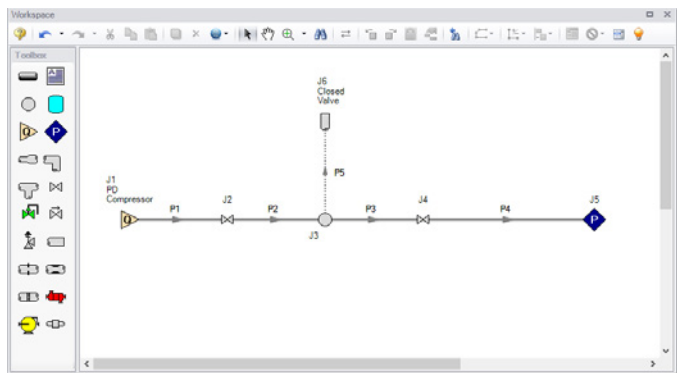 Workspace
Toolbox
J6
Closed
Valve
P5
J1
PD
Compressor
P1
J2
P2
J3
P3
J4
P4
J5
Q
P
Q
P